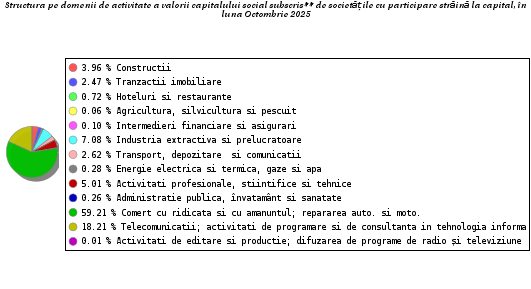 Structura pe domenii de activitate a valorii capitalului social subscris** de societăţile cu participare străină la capital, în
luna Octombrie 2025
3.96 % Constructii
2.47 % Tranzactii imobiliare
0.72 % Hoteluri si restaurante
0.06 % Agricultura, silvicultura si pescuit
0.10 % Intermedieri financiare si asigurari
7.08 % Industria extractiva si prelucratoare
2.62 % Transport, depozitare  si comunicatii
0.28 % Energie electrica si termica, gaze si apa
5.01 % Activitati profesionale, stiintifice si tehnice
0.26 % Administratie publica, învatamânt si sanatate
59.21 % Comert cu ridicata si cu amanuntul; repararea auto. si moto.
18.21 % Telecomunicatii; activitati de programare si de consultanta in tehnologia informa
0.01 % Activitati de editare si productie; difuzarea de programe de radio şi televiziune